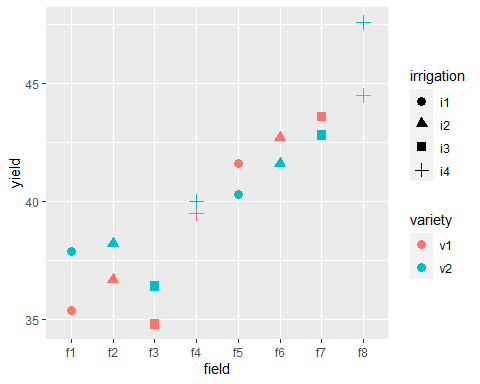 yield
45
40
35
f1 f2 f3 f4 f5 f6 f7 f8
field
irrigation
i1
i2
i3
i4
variety
v1
v2